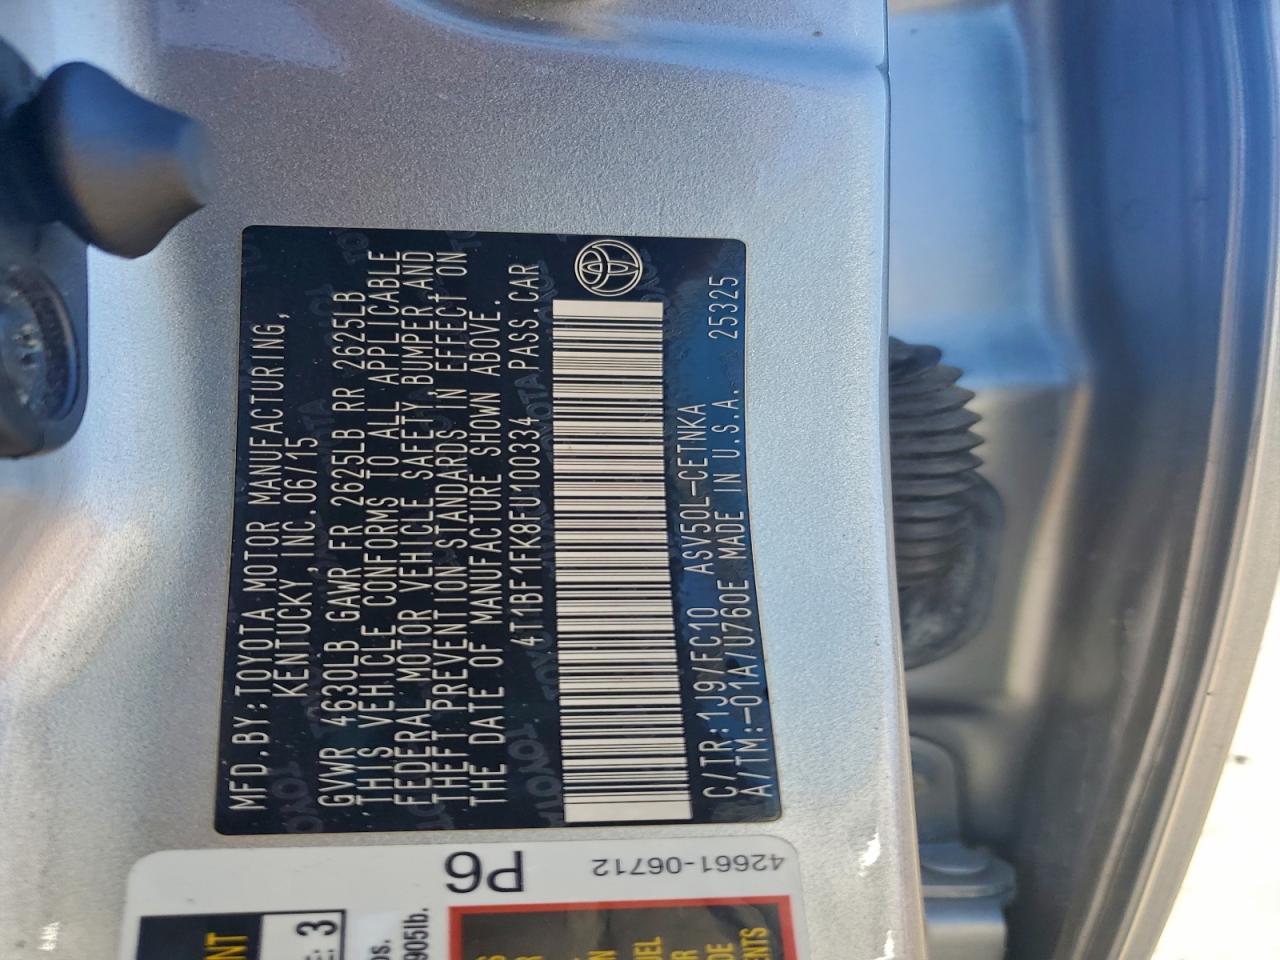 MFD.BY:TOYOTA MOTOR MANUFACTURING,
KENTUCKY,INC.06/15
GVWR 4630LB GAWR FR 2625LB RR 2625LB
THIS VEHICLE CONFORMS TO ALL APPLICABLE
FEDERAL MOTOR VEHICLE SAFETY,BUMPER,AND
THEFT PREVENTION STANDARDS IN EFFECT ON
THE DATE OF MANUFACTURE SHOWN ABOVE.
4T1BF1FK8FU100334 PASS.CAR
C/TR:1J9/FC10 ASV50L-CETNKA
A/TM:-01A/U760E MADE IN U.S.A. 25325
P6
42661-06712
3
905lb.